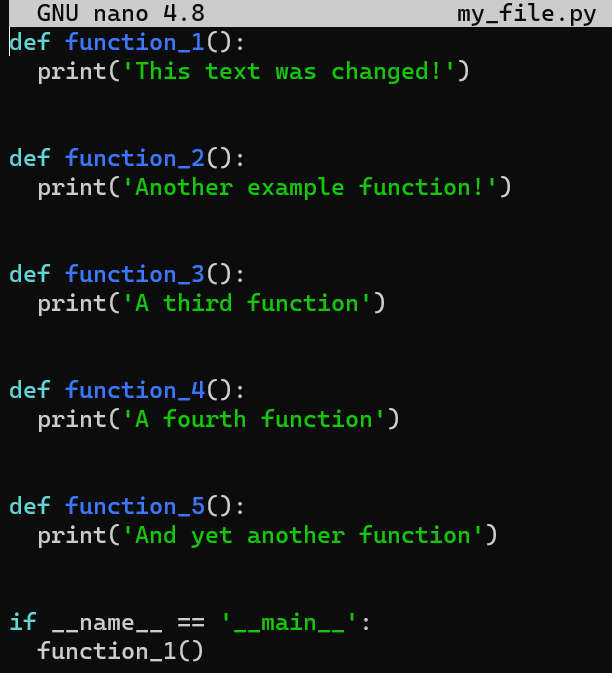 GNU nano 4.8 my_file.py
def function_1():
  print('This text was changed!')
def function_2():
  print('Another example function!')
def function_3():
  print('A third function')
def function_4():
  print('A fourth function')
def function_5():
  print('And yet another function')
if __name__ == '__main__':
  function_1()